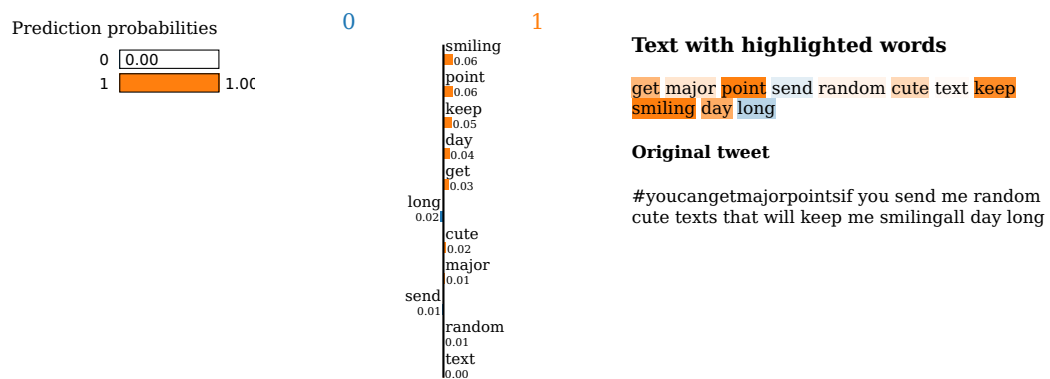 Prediction probabilities
0 0.00
1 1.00
0 1
smiling
0.06
point
0.06
keep
0.05
day
0.04
get
0.03
long
0.02
cute
0.02
major
0.01
send
0.01
random
0.01
text
0.00
Text with highlighted words
get major point send random cute text keep
smiling day long
Original tweet
#youcangetmajorpointsif you send me random
cute texts that will keep me smilingall day long